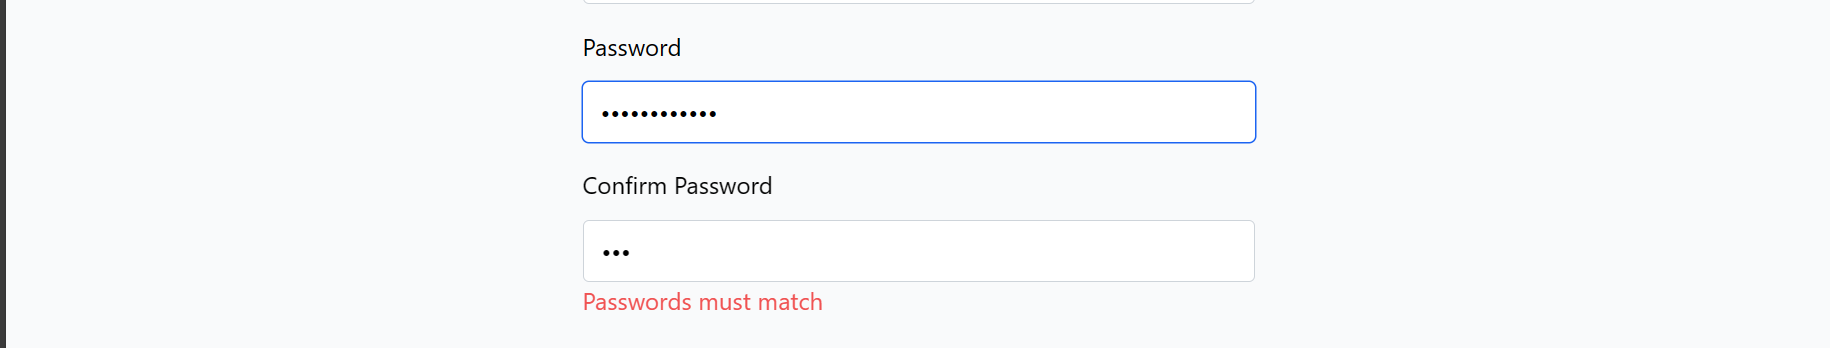 Password
••••••••••••
Confirm Password
•••
Passwords must match